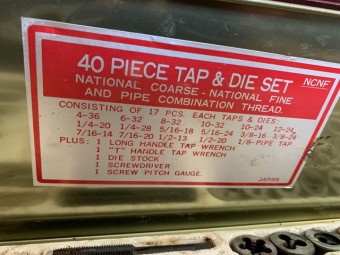 40 PIECE TAP & DIE SET NCNF
NATIONAL COARSE - NATIONAL FINE
AND PIPE COMBINATION THREAD.
CONSISTING OF 17 PCS. EACH TAPS & DIES:
4-36 6-32 8-32 10-32 10-24 12-24
1/4-20 1/4-28 5/16-18 5/16-24 3/8-16 3/8-24
7/16-14 7/16-20 1/2-13 1/2-20 1/8-PIPE TAP
PLUS: 1 LONG HANDLE TAP WRENCH
1 "T" HANDLE TAP WRENCH
1 DIE STOCK
1 SCREWDRIVER
1 SCREW PITCH GAUGE.
JAPAN